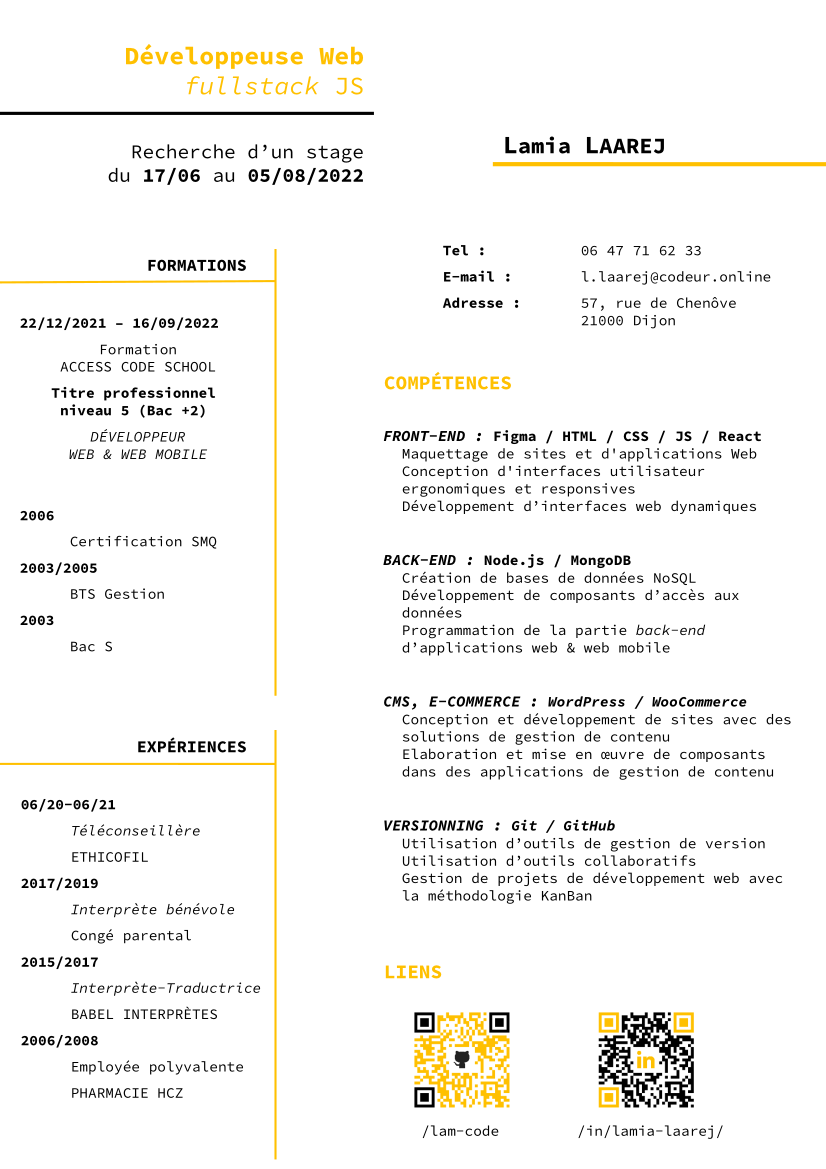 Développeuse Web
fullstack JS
Recherche d’un stage
du 17/06 au 05/08/2022
Lamia LAAREJ
Tel : 06 47 71 62 33
E-mail : l.laarej@codeur.online
Adresse : 57, rue de Chenôve
21000 Dijon
FORMATIONS
22/12/2021 – 16/09/2022
Formation
ACCESS CODE SCHOOL
Titre professionnel
niveau 5 (Bac +2)
DÉVELOPPEUR
WEB & WEB MOBILE
2006
Certification SMQ
2003/2005
BTS Gestion
2003
Bac S
EXPÉRIENCES
06/20-06/21
Téléconseillère
ETHICOFIL
2017/2019
Interprète bénévole
Congé parental
2015/2017
Interprète-Traductrice
BABEL INTERPRÈTES
2006/2008
Employée polyvalente
PHARMACIE HCZ
COMPÉTENCES
FRONT-END : Figma / HTML / CSS / JS / React
Maquettage de sites et d'applications Web
Conception d'interfaces utilisateur
ergonomiques et responsives
Développement d’interfaces web dynamiques
BACK-END : Node.js / MongoDB
Création de bases de données NoSQL
Développement de composants d’accès aux
données
Programmation de la partie back-end
d’applications web & web mobile
CMS, E-COMMERCE : WordPress / WooCommerce
Conception et développement de sites avec des
solutions de gestion de contenu
Elaboration et mise en œuvre de composants
dans des applications de gestion de contenu
VERSIONNING : Git / GitHub
Utilisation d’outils de gestion de version
Utilisation d’outils collaboratifs
Gestion de projets de développement web avec
la méthodologie KanBan
LIENS
in
/lam-code
/in/lamia-laarej/